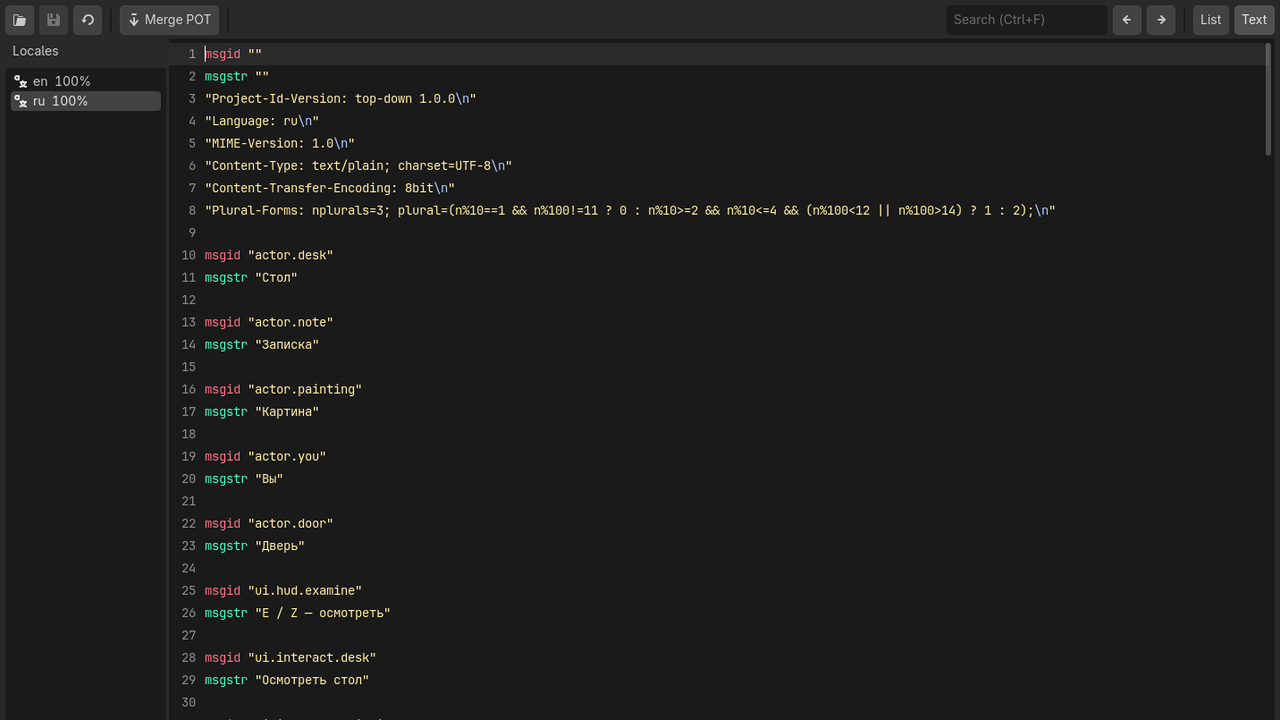 Merge POT
Search (Ctrl+F)
List
Text
Locales
en 100%
ru 100%
1 msgid ""
2 msgstr ""
3 "Project-Id-Version: top-down 1.0.0\n"
4 "Language: ru\n"
5 "MIME-Version: 1.0\n"
6 "Content-Type: text/plain; charset=UTF-8\n"
7 "Content-Transfer-Encoding: 8bit\n"
8 "Plural-Forms: nplurals=3; plural=(n%10==1 && n%100!=11 ? 0 : n%10>=2 && n%10<=4 && (n%100<12 || n%100>14) ? 1 : 2);\n"
9
10 msgid "actor.desk"
11 msgstr "Стол"
12
13 msgid "actor.note"
14 msgstr "Записка"
15
16 msgid "actor.painting"
17 msgstr "Картина"
18
19 msgid "actor.you"
20 msgstr "Вы"
21
22 msgid "actor.door"
23 msgstr "Дверь"
24
25 msgid "ui.hud.examine"
26 msgstr "E / Z — осмотреть"
27
28 msgid "ui.interact.desk"
29 msgstr "Осмотреть стол"
30